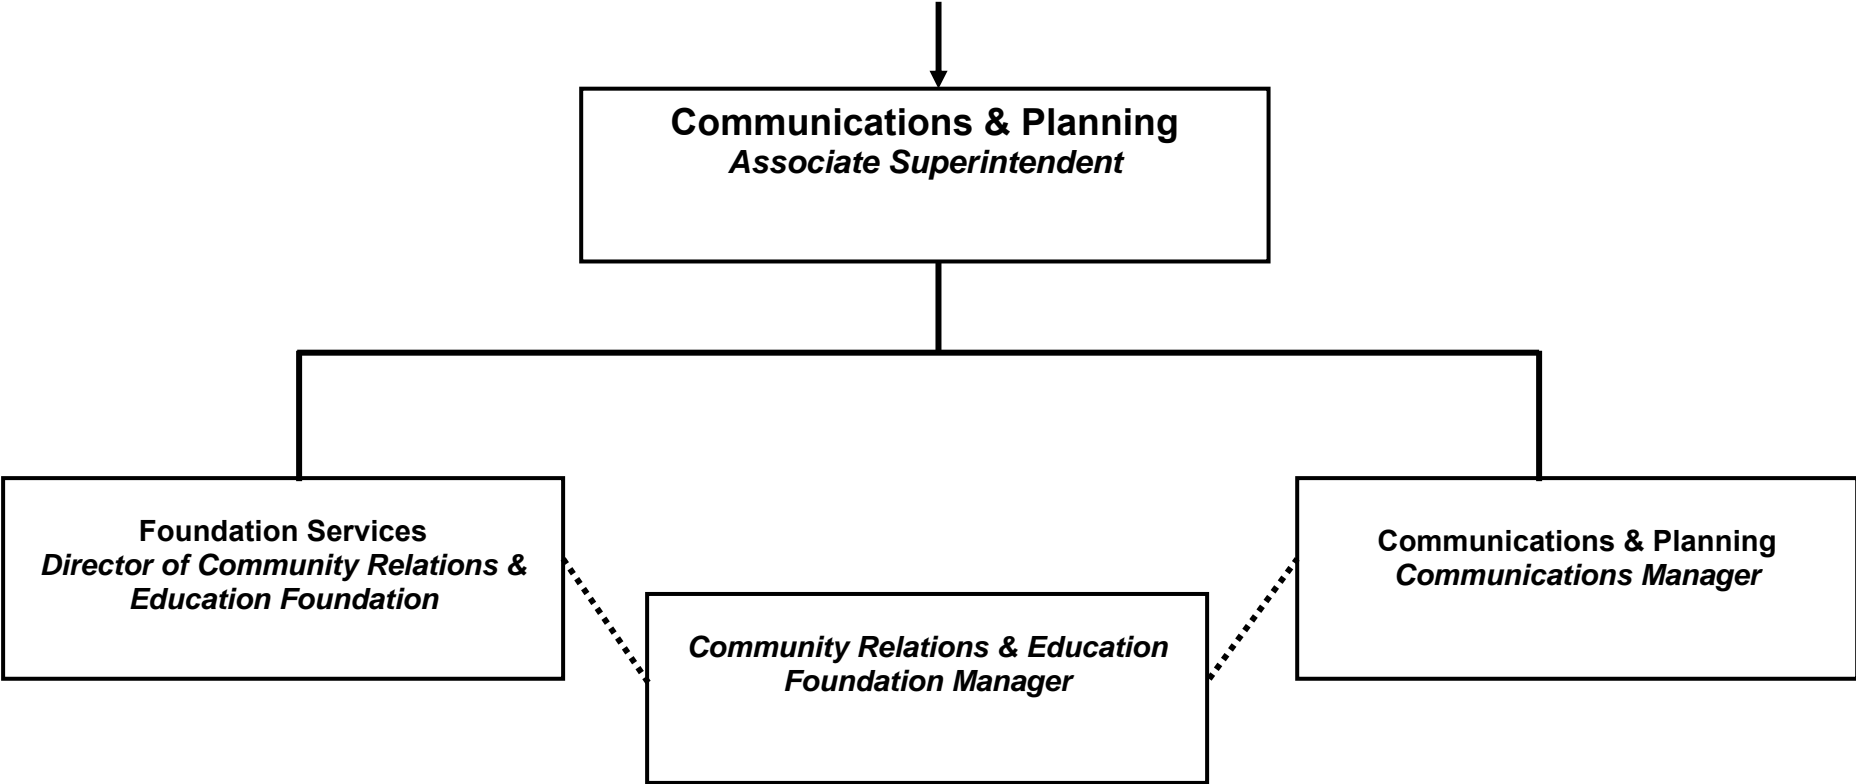 Communications & Planning
Associate Superintendent
Foundation Services
Director of Community Relations &
Education Foundation
Communications & Planning
Communications Manager
Community Relations & Education
Foundation Manager